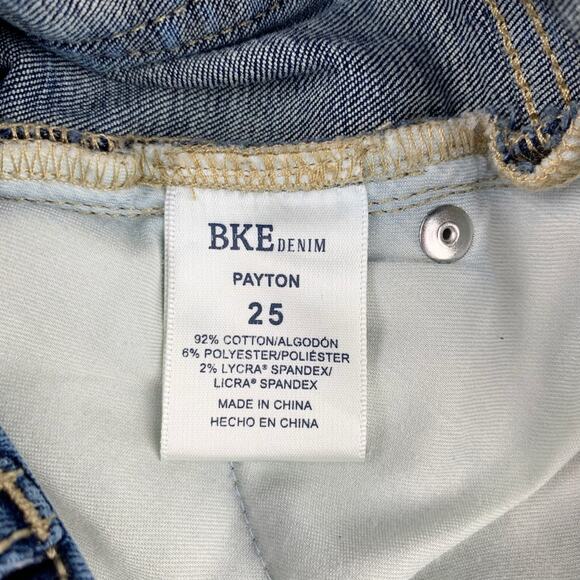 BKE DENIM
PAYTON
25
92% COTTON/ALGODÓN
6% POLYESTER/POLIÉSTER
2% LYCRA® SPANDEX/
LICRA® SPANDEX
MADE IN CHINA
HECHO EN CHINA